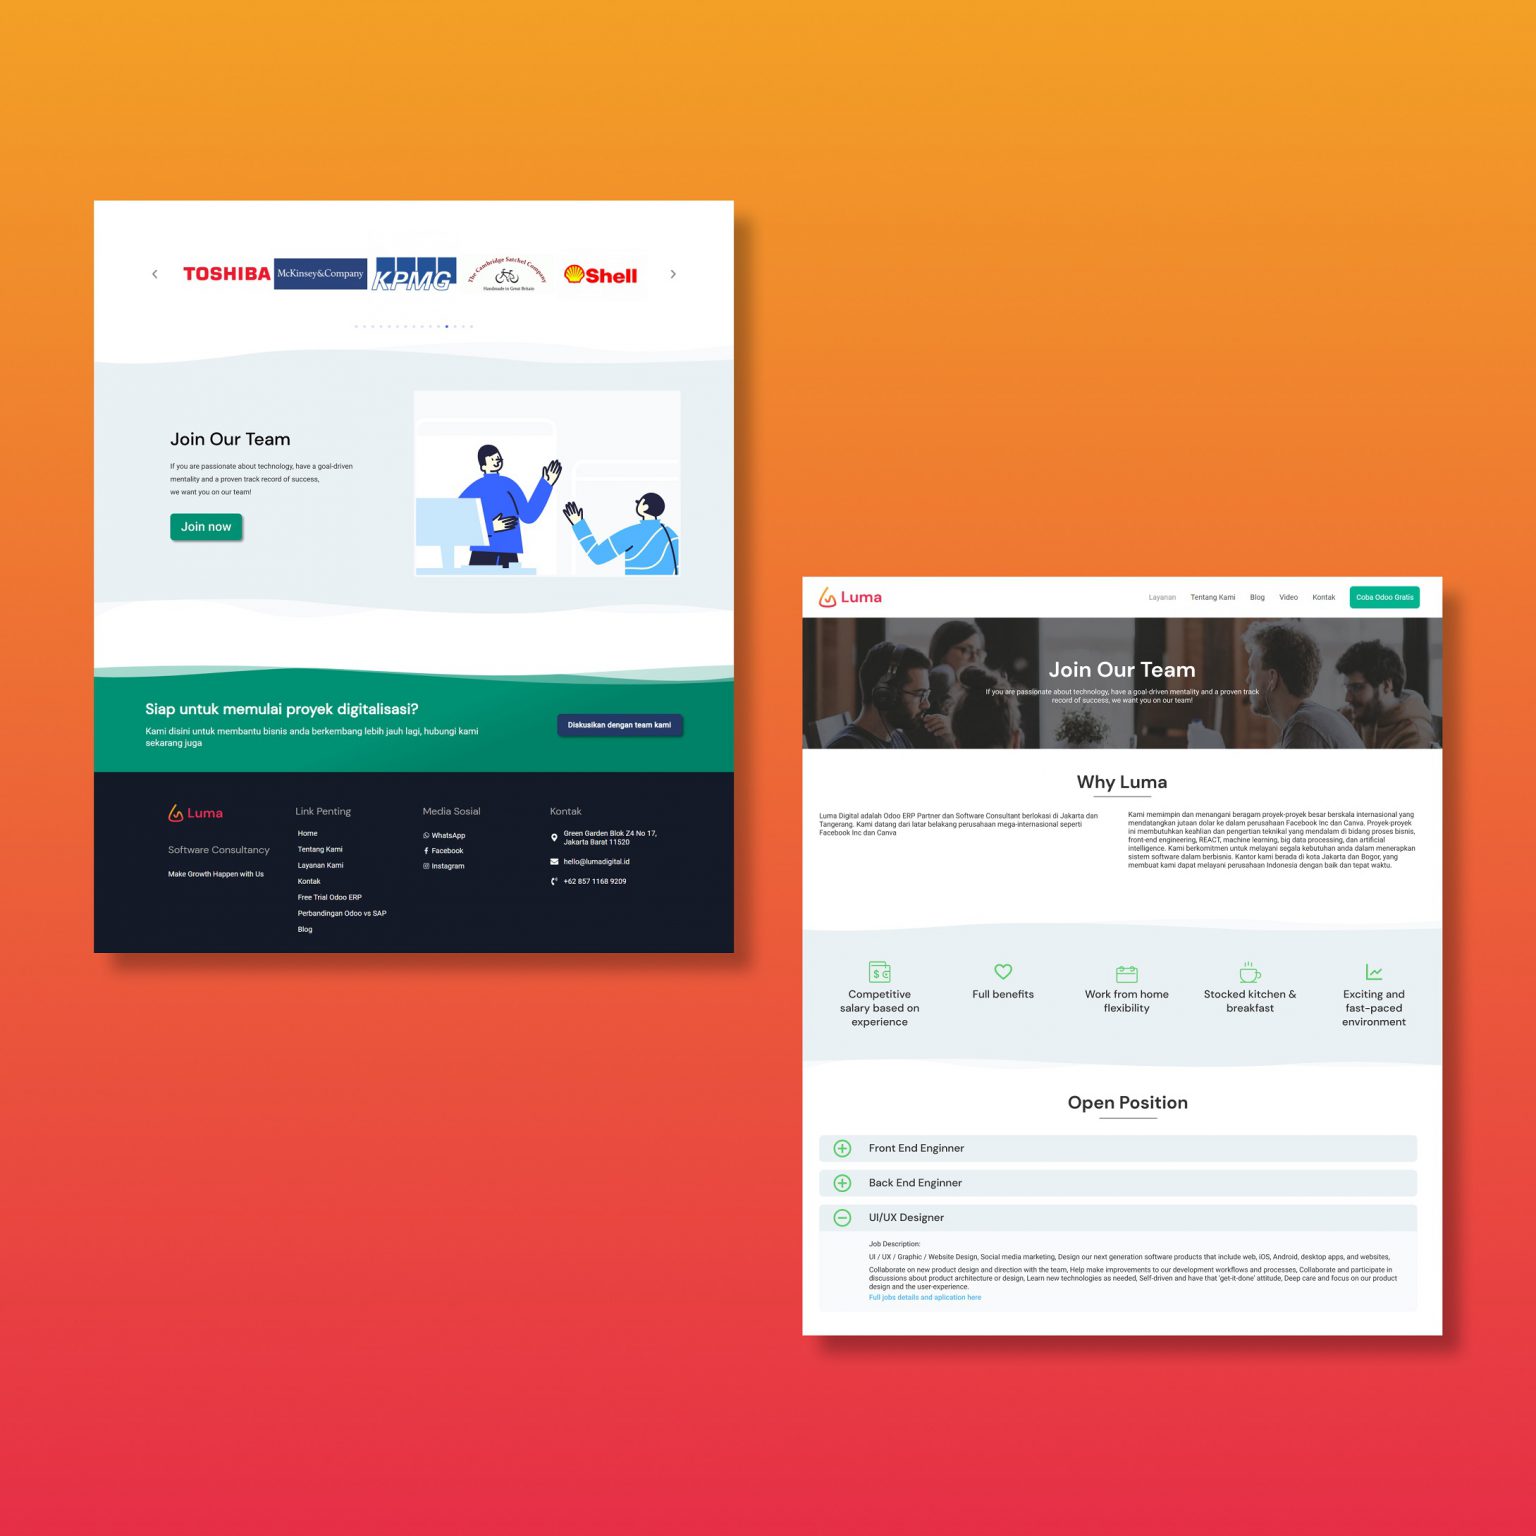 TOSHIBA
McKinsey&Company
KPMG
The Cambridge Satchel Company
Handmade in Great Britain
Shell
Join Our Team
If you are passionate about technology, have a goal-driven
mentality and a proven track record of success,
we want you on our team!
Join now
Siap untuk memulai proyek digitalisasi?
Kami disini untuk membantu bisnis anda berkembang lebih jauh lagi, hubungi kami
sekarang juga
Diskusikan dengan team kami
Luma
Software Consultancy
Make Growth Happen with Us
Link Penting
Home
Tentang Kami
Layanan Kami
Kontak
Free Trial Odoo ERP
Perbandingan Odoo vs SAP
Blog
Media Sosial
WhatsApp
Facebook
Instagram
Kontak
Green Garden Blok Z4 No 17,
Jakarta Barat 11520
hello@lumadigital.id
+62 857 1168 9209
Luma
Layanan
Tentang Kami
Blog
Video
Kontak
Coba Odoo Gratis
Join Our Team
If you are passionate about technology, have a goal-driven mentality and a proven track
record of success, we want you on our team!
Why Luma
Luma Digital adalah Odoo ERP Partner dan Software Consultant berlokasi di Jakarta dan
Tangerang. Kami datang dari latar belakang perusahaan mega-internasional seperti
Facebook Inc dan Canva
Kami memimpin dan menangani beragam proyek-proyek besar berskala internasional yang
mendatangkan jutaan dolar ke dalam perusahaan Facebook Inc dan Canva. Proyek-proyek
ini membutuhkan keahlian dan pengertian teknikal yang mendalam di bidang proses bisnis,
front-end engineering, REACT, machine learning, big data processing, dan artificial
intelligence. Kami berkomitmen untuk melayani segala kebutuhan anda dalam menerapkan
sistem software dalam berbisnis. Kantor kami berada di kota Jakarta dan Bogor, yang
membuat kami dapat melayani perusahaan Indonesia dengan baik dan tepat waktu.
Competitive
salary based on
experience
Full benefits
Work from home
flexibility
Stocked kitchen &
breakfast
Exciting and
fast-paced
environment
Open Position
Front End Enginner
Back End Enginner
UI/UX Designer
Job Description:
UI / UX / Graphic / Website Design, Social media marketing, Design our next generation software products that include web, iOS, Android, desktop apps, and websites,
Collaborate on new product design and direction with the team, Help make improvements to our development workflows and processes, Collaborate and participate in
discussions about product architecture or design, Learn new technologies as needed, Self-driven and have that 'get-it-done' attitude, Deep care and focus on our product
design and the user-experience.
Full jobs details and aplication here